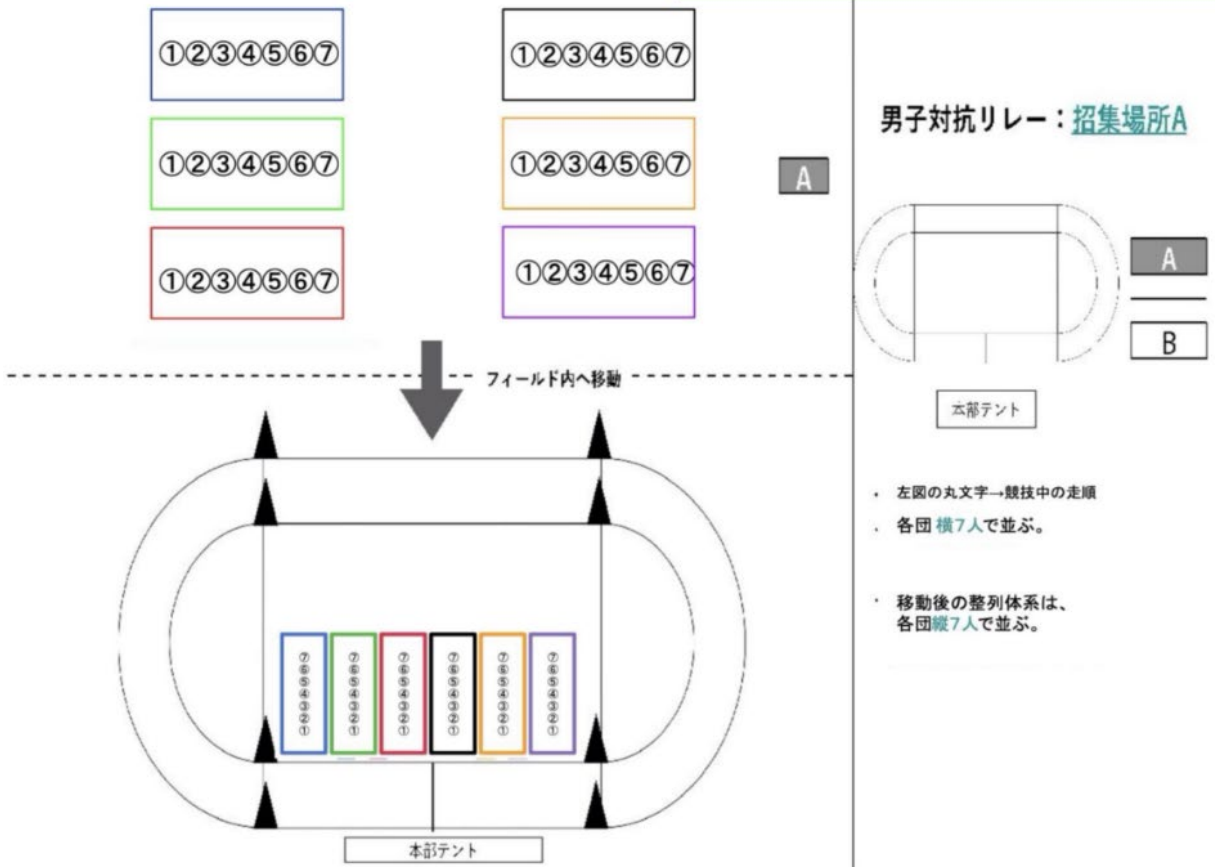 ①②③④⑤⑥⑦
①②③④⑤⑥⑦
①②③④⑤⑥⑦
①②③④⑤⑥⑦
①②③④⑤⑥⑦
①②③④⑤⑥⑦
A
フィールド内へ移動
⑦⑥⑤④③②①
⑦⑥⑤④③②①
⑦⑥⑤④③②①
⑦⑥⑤④③②①
⑦⑥⑤④③②①
⑦⑥⑤④③②①
本部テント
男子対抗リレー：招集場所A
A
B
本部テント
・ 左図の丸文字→競技中の走順
・ 各団 横7人で並ぶ。
・ 移動後の整列体系は、
各団縦7人で並ぶ。